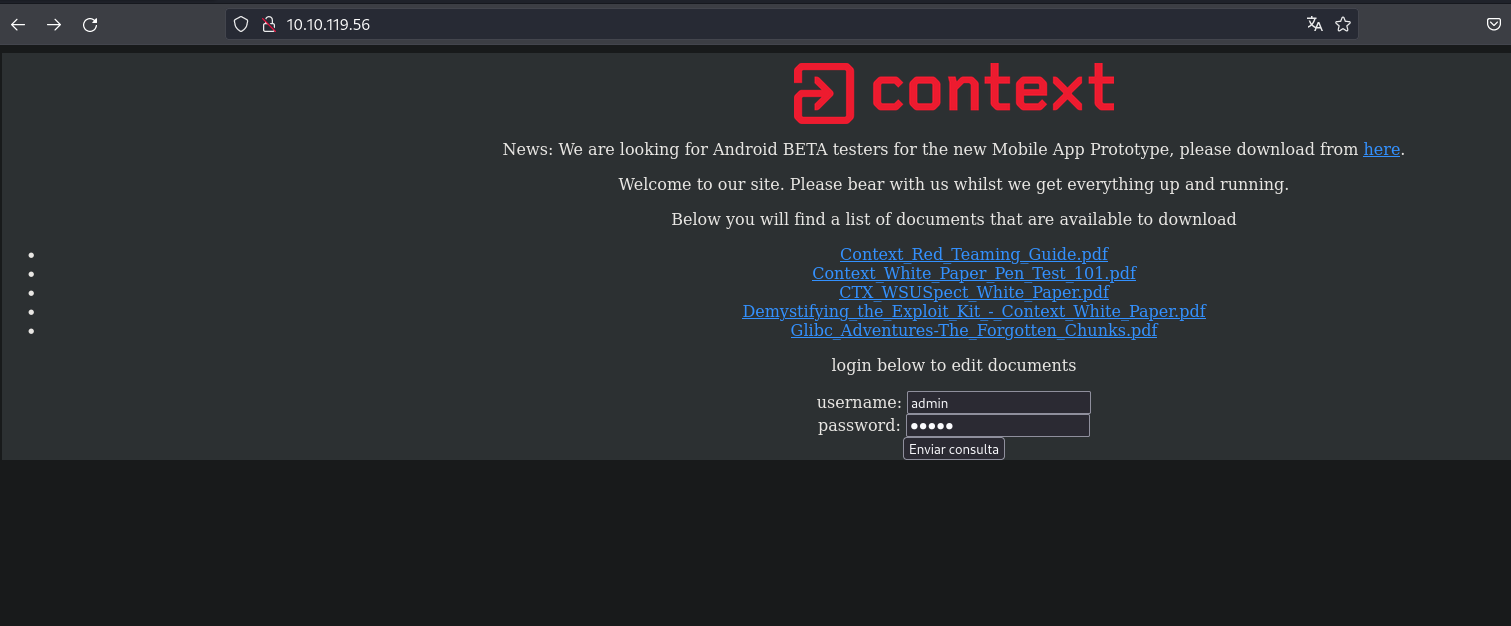 10.10.119.56
context
News: We are looking for Android BETA testers for the new Mobile App Prototype, please download from here.
Welcome to our site. Please bear with us whilst we get everything up and running.
Below you will find a list of documents that are available to download
Context_Red_Teaming_Guide.pdf
Context_White_Paper_Pen_Test_101.pdf
CTX_WSUSpect_White_Paper.pdf
Demystifying_the_Exploit_Kit_-_Context_White_Paper.pdf
Glibc_Adventures-The_Forgotten_Chunks.pdf
login below to edit documents
username: admin
password: ●●●●●
Enviar consulta